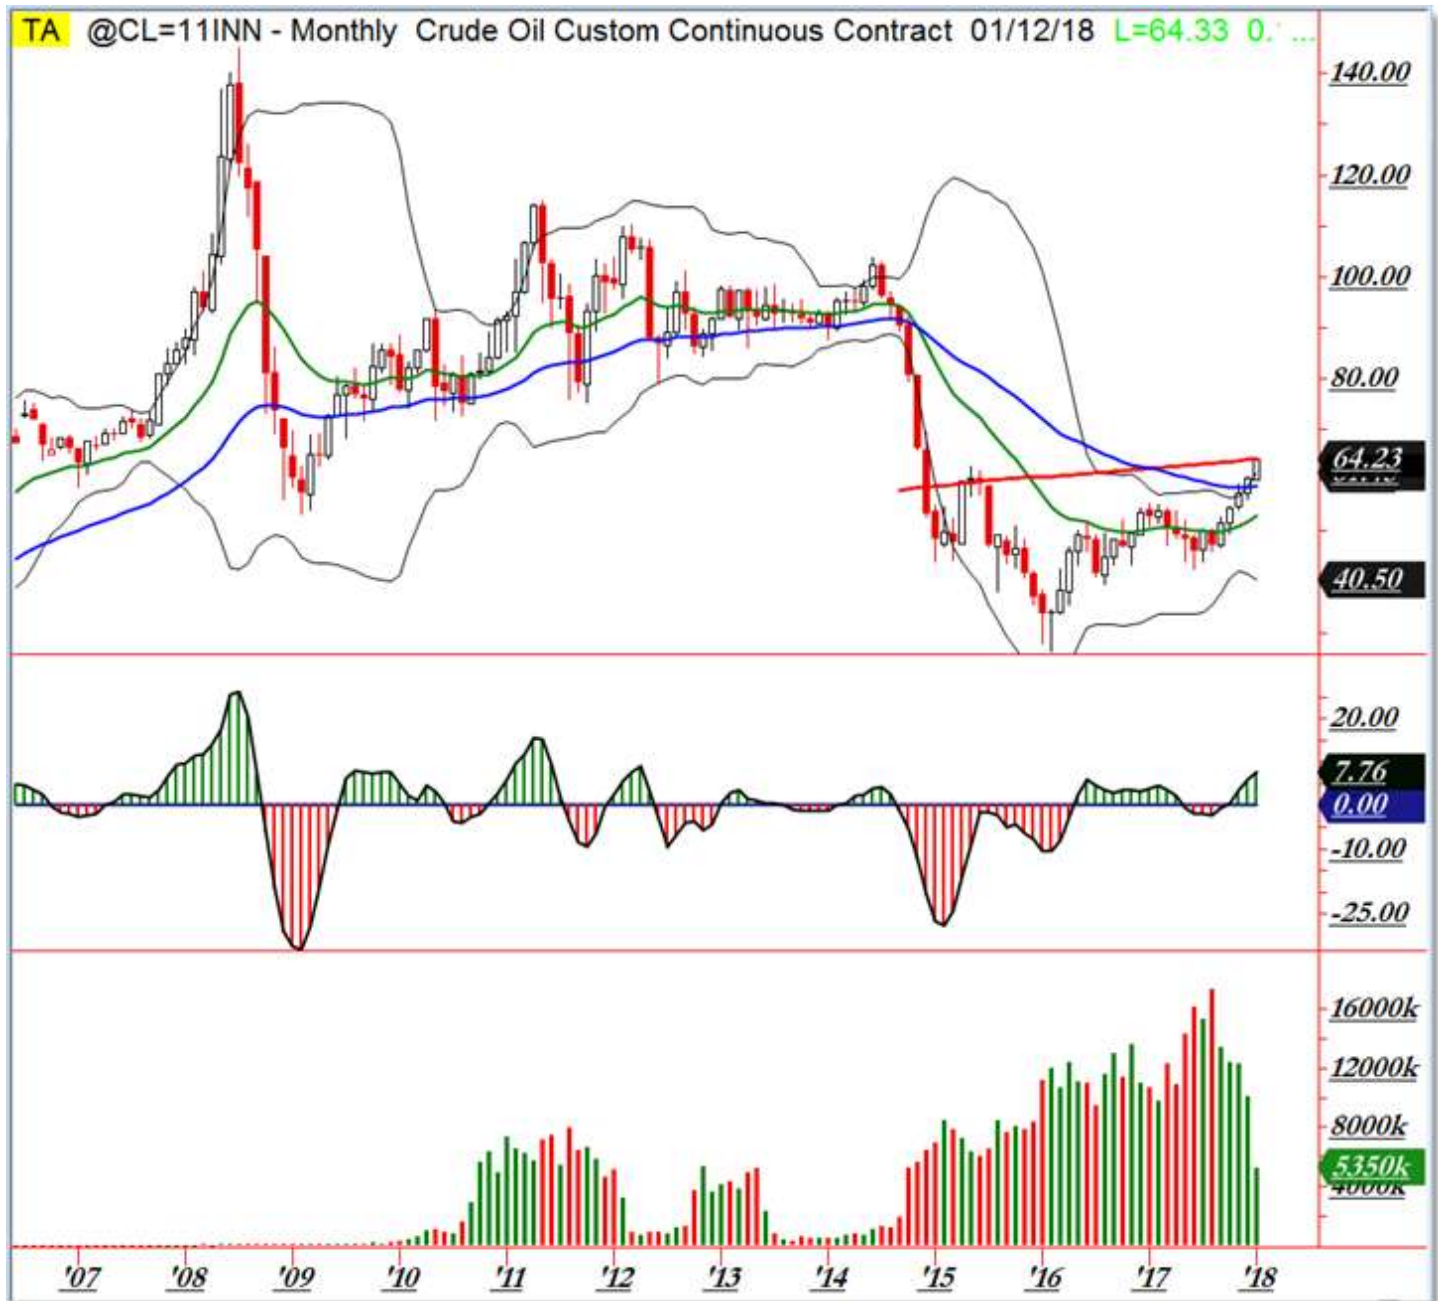 TA @CL=11INN - Monthly Crude Oil Custom Continuous Contract 01/12/18 L=64.33 0. ...
140.00
120.00
100.00
80.00
64.23
40.50
20.00
7.76
0.00
-10.00
-25.00
16000k
12000k
8000k
5350k
4000k
'07 '08 '09 '10 '11 '12 '13 '14 '15 '16 '17 '18